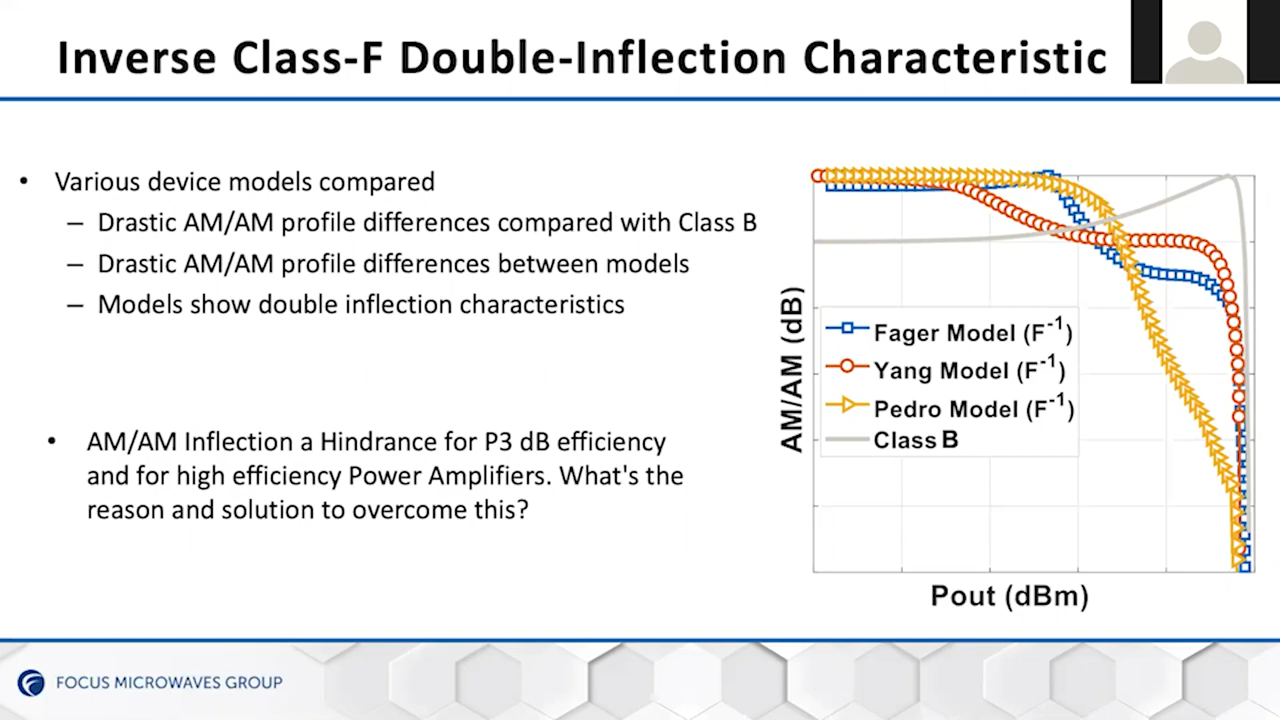 Inverse Class-F Double-Inflection Characteristic
• Various device models compared
– Drastic AM/AM profile differences compared with Class B
– Drastic AM/AM profile differences between models
– Models show double inflection characteristics
• AM/AM Inflection a Hindrance for P3 dB efficiency
and for high efficiency Power Amplifiers. What's the
reason and solution to overcome this?
AM/AM (dB)
Fager Model (F⁻¹)
Yang Model (F⁻¹)
Pedro Model (F⁻¹)
Class B
Pout (dBm)
FOCUS MICROWAVES GROUP